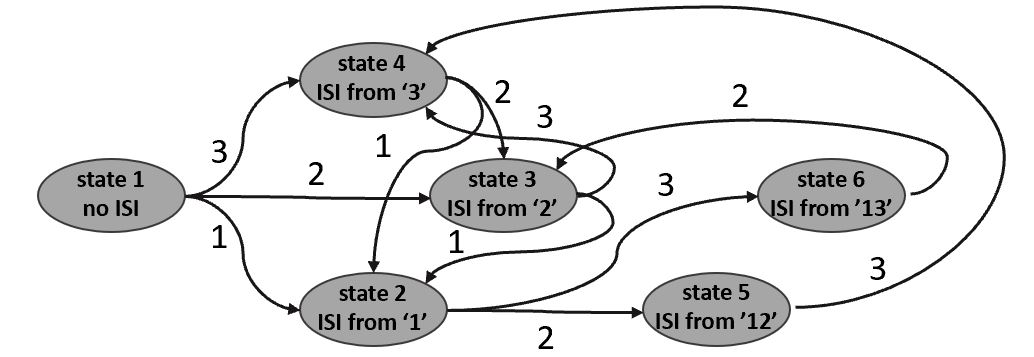 state 4
ISI from ‘3’
2
2
3
1
3
state 1
no ISI
2
state 3
ISI from ‘2’
3
state 6
ISI from ’13’
1
1
state 2
ISI from ‘1’
state 5
ISI from ’12’
3
2